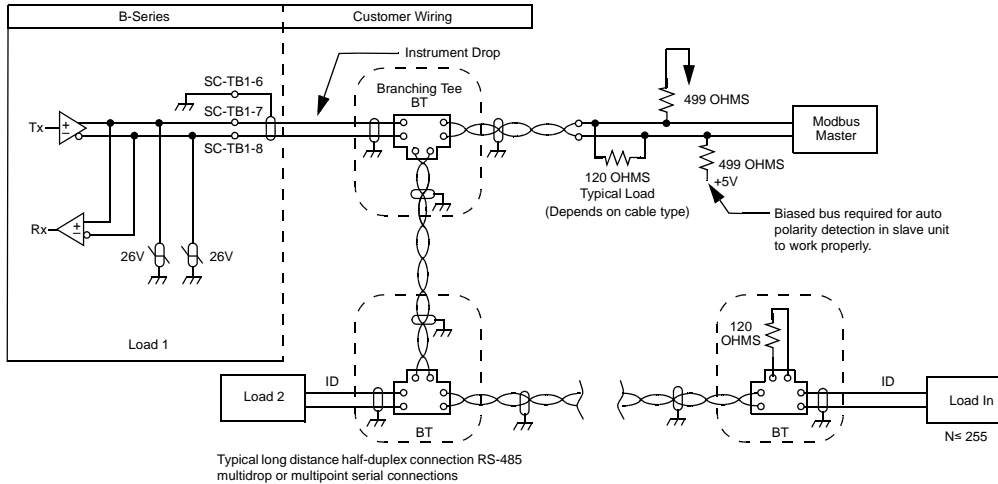 B-Series
Customer Wiring
Instrument Drop
SC-TB1-6
Branching Tee
BT
499 OHMS
SC-TB1-7
Tx
+
−
Modbus
Master
SC-TB1-8
120 OHMS
Typical Load
(Depends on cable type)
499 OHMS
+5V
Biased bus required for auto
polarity detection in slave unit
to work properly.
Rx
±
26V
26V
Load 1
120
OHMS
Load 2
ID
ID
Load In
BT
BT
N≤ 255
Typical long distance half-duplex connection RS-485
multidrop or multipoint serial connections